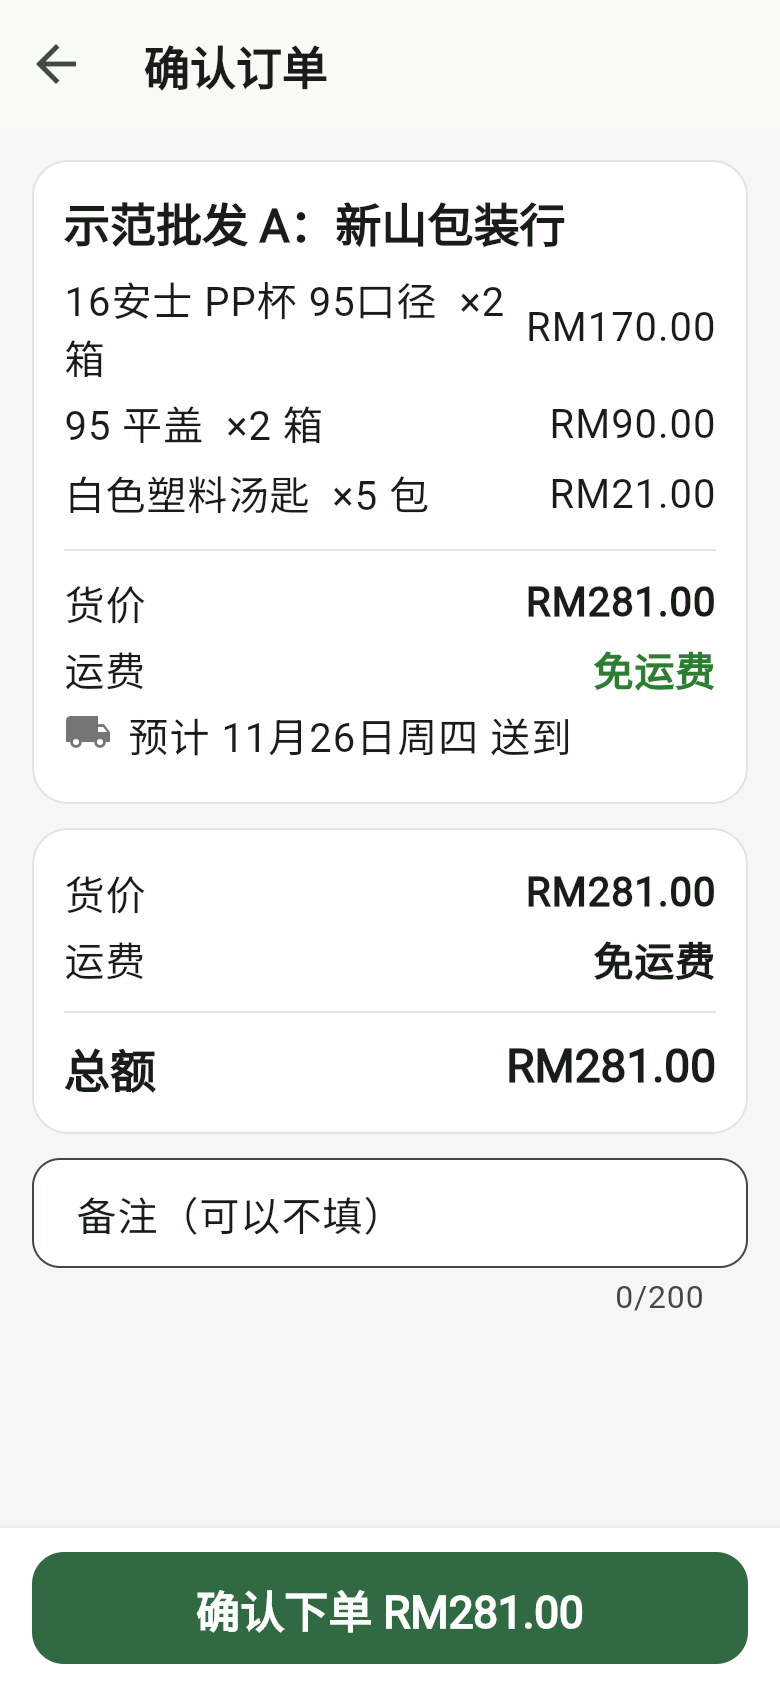 确认订单
示范批发 A：新山包装行
16安士 PP杯 95口径 ×2
箱
RM170.00
95 平盖 ×2 箱 RM90.00
白色塑料汤匙 ×5 包 RM21.00
货价 RM281.00
运费 免运费
预计 11月26日周四 送到
货价 RM281.00
运费 免运费
总额 RM281.00
备注（可以不填）
0/200
确认下单 RM281.00